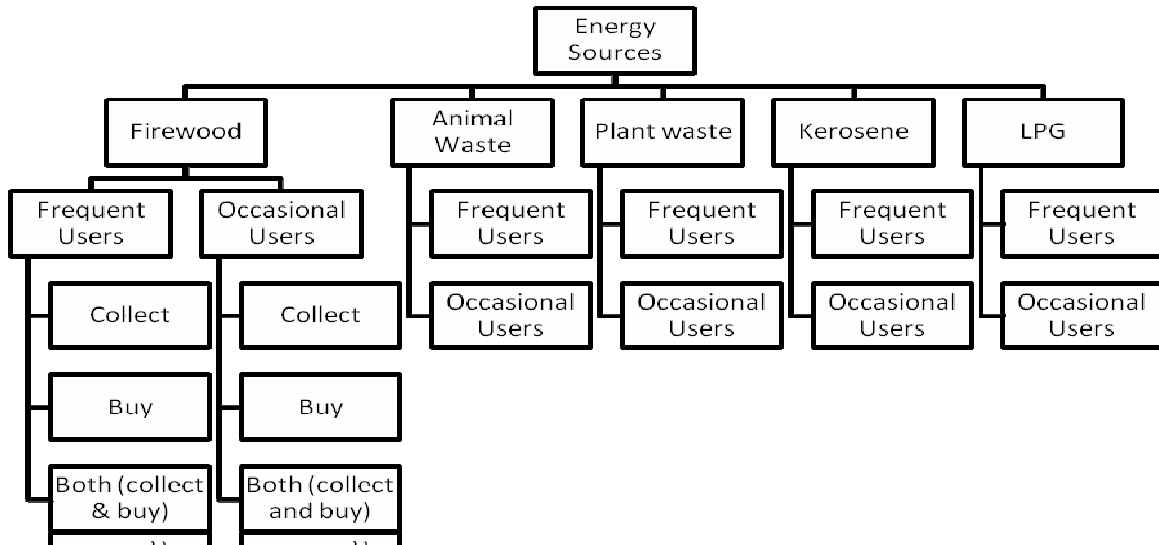 Energy
Sources
Firewood
Animal
Waste
Plant waste
Kerosene
LPG
Frequent
Users
Occasional
Users
Frequent
Users
Frequent
Users
Frequent
Users
Frequent
Users
Collect
Collect
Occasional
Users
Occasional
Users
Occasional
Users
Occasional
Users
Buy
Buy
Both (collect
& buy)
Both (collect
and buy)